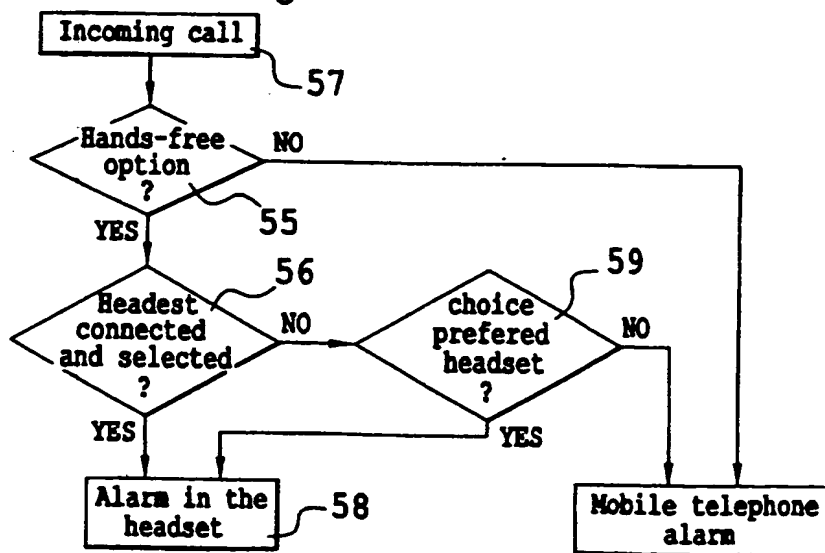 Incoming call
57
Hands-free
option
?
NO
55
YES
56
Headest
connected
and selected
?
NO
59
choice
prefered
headset
?
NO
YES
YES
Alarm in the
headset
58
Mobile telephone
alarm